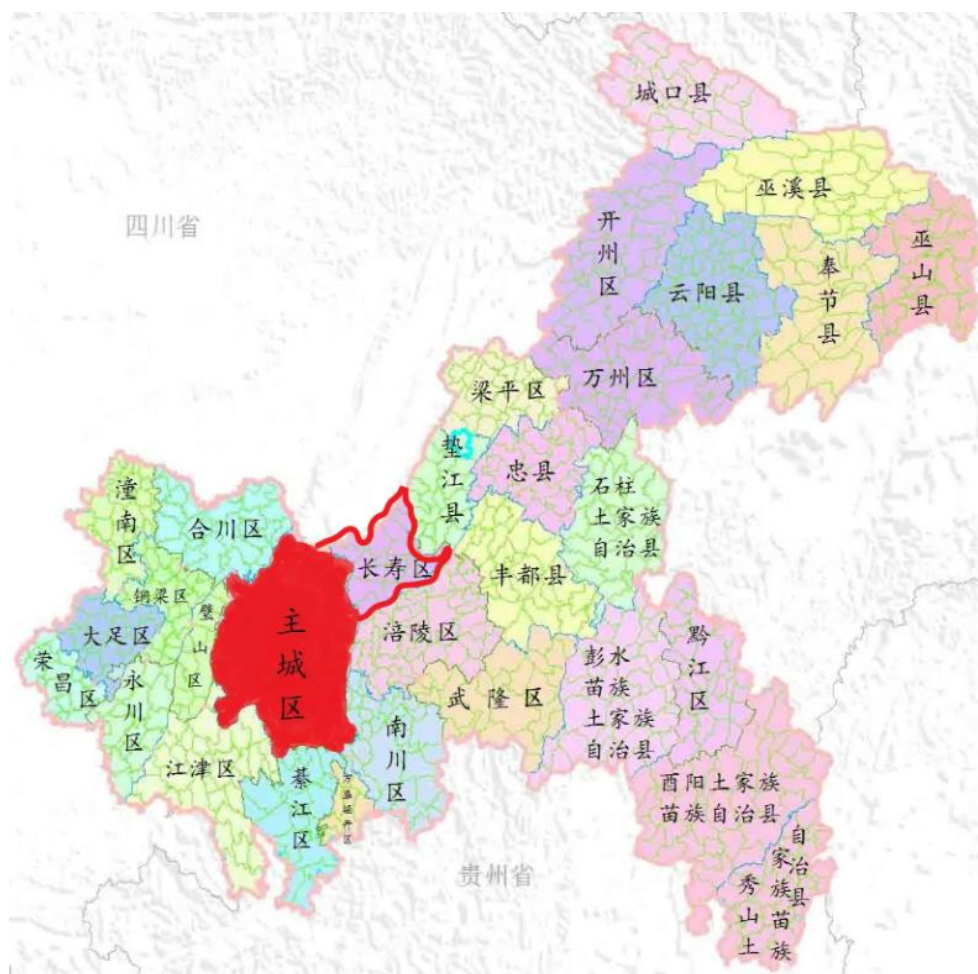 城口县
巫溪县
开州区
巫山县
四川省
奉节县
云阳县
万州区
梁平区
垫江县
忠县
石柱
土家族
自治县
潼南区
合川区
长寿区
丰都县
铜梁区
璧山区
大足区
主城区
涪陵区
黔江区
彭水
苗族
土家族
自治县
荣昌区
永川区
武隆区
南川区
江津区
綦江区
酉阳土家族
苗族自治县
贵州省
秀山土
家族苗族
自治县